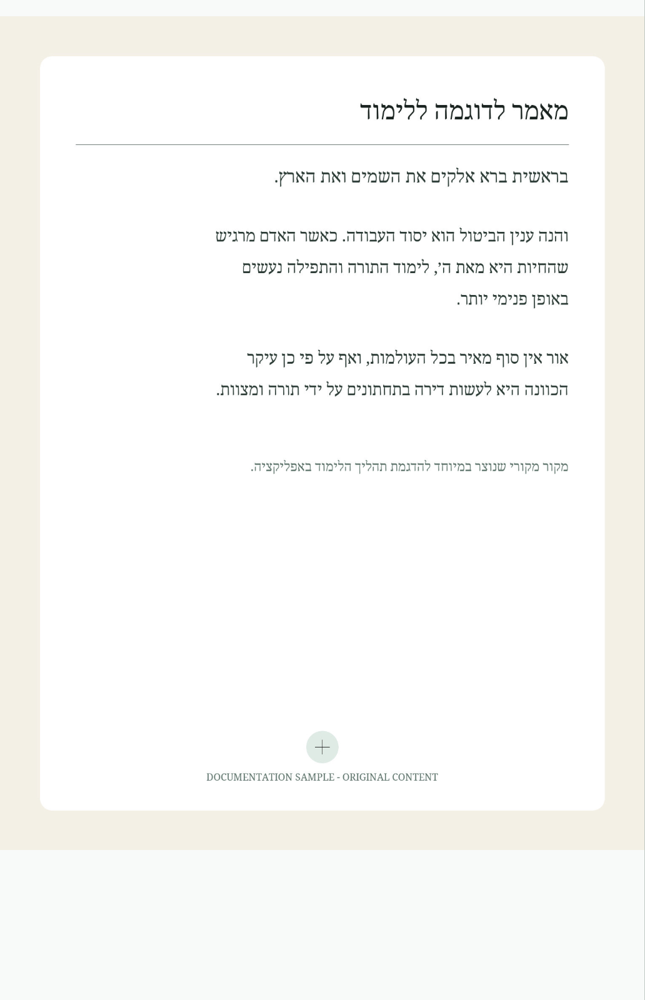 מאמר לדוגמה ללימוד
בראשית ברא אלקים את השמים ואת הארץ.
והנה ענין הביטול הוא יסוד העבודה. כאשר האדם מרגיש
שהחיות היא מאת ה’, לימוד התורה והתפילה נעשים
באופן פנימי יותר.
אור אין סוף מאיר בכל העולמות, ואף על פי כן עיקר
הכוונה היא לעשות דירה בתחתונים על ידי תורה ומצוות.
מקור מקורי שנוצר במיוחד להדגמת תהליך הלימוד באפליקציה.
DOCUMENTATION SAMPLE - ORIGINAL CONTENT